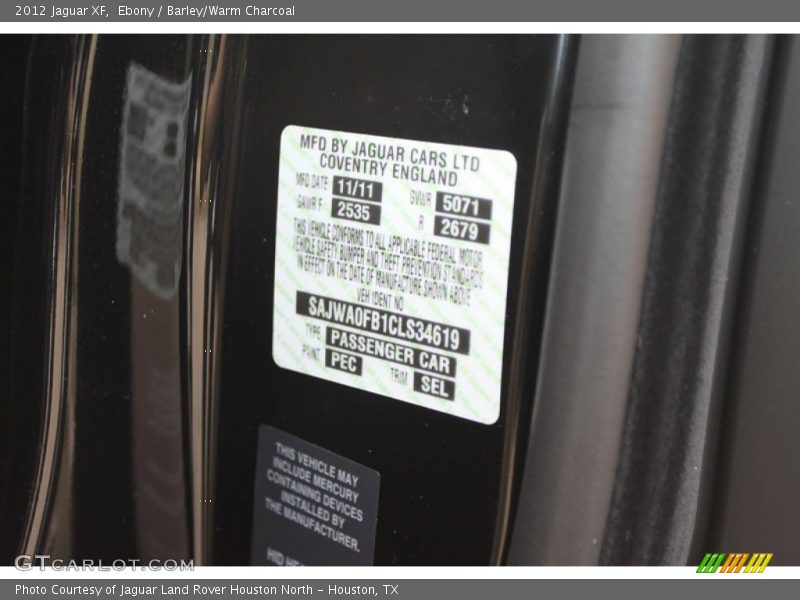 2012 Jaguar XF, Ebony / Barley/Warm Charcoal
MFD BY JAGUAR CARS LTD
COVENTRY ENGLAND
MFD DATE 11/11 GVWR 5071
GAWR F 2535 R 2679
THIS VEHICLE CONFORMS TO ALL APPLICABLE FEDERAL MOTOR
VEHICLE SAFETY BUMPER AND THEFT PREVENTION STANDARDS
IN EFFECT ON THE DATE OF MANUFACTURE SHOWN ABOVE
VEH IDENT NO
SAJWA0FB1CLS34619
TYPE PASSENGER CAR
PAINT PEC TRIM SEL
THIS VEHICLE MAY
INCLUDE MERCURY
CONTAINING DEVICES
INSTALLED BY
THE MANUFACTURER.
HID
GTCARLOT.COM
Photo Courtesy of Jaguar Land Rover Houston North - Houston, TX